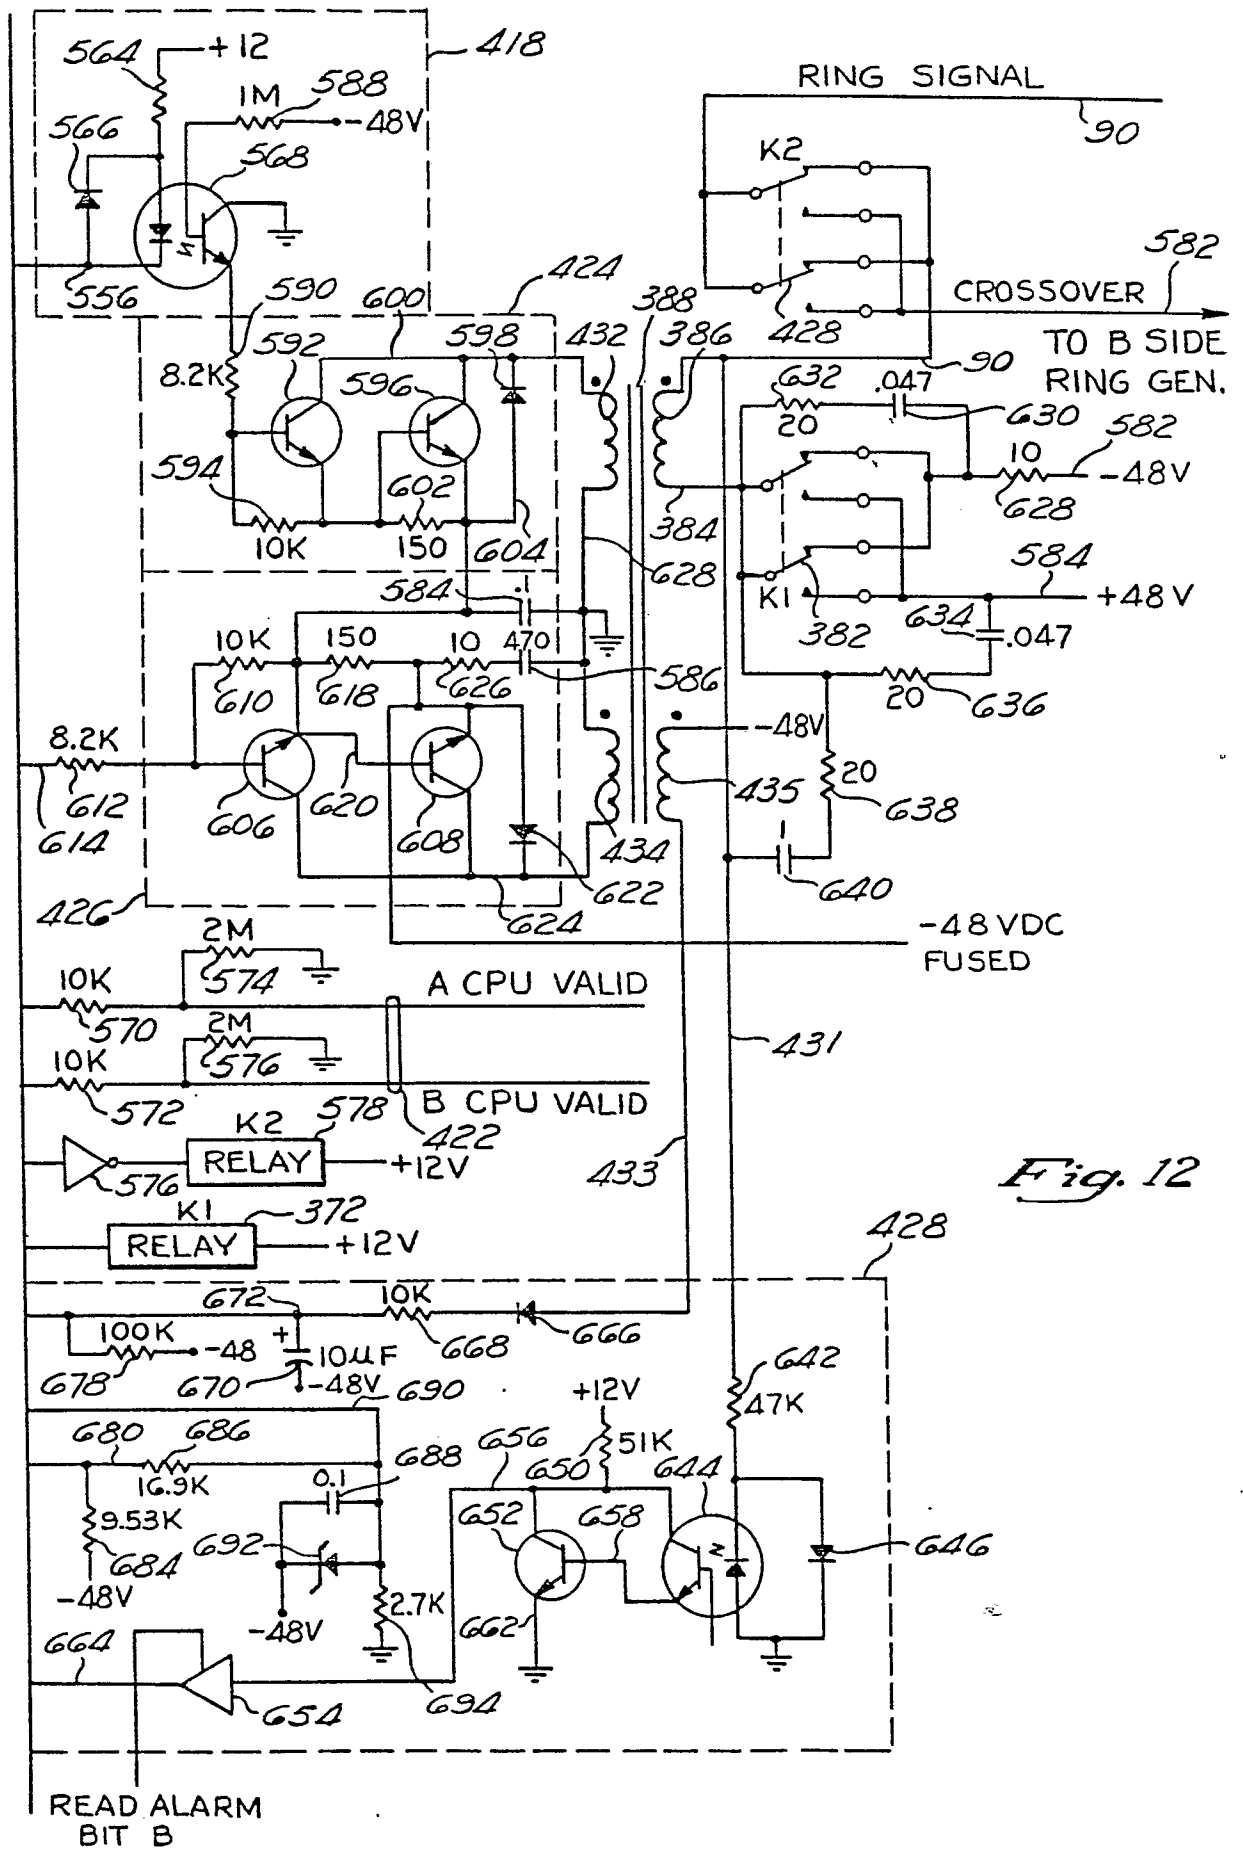 564
+12
418
1M
588
-48V
566
568
556
590
424
600
592
8.2K
598
596
594
602
10K
150
604
RING SIGNAL
90
K2
582
CROSSOVER
428
TO B SIDE
RING GEN.
388
432
386
90
632
.047
20
630
582
10
-48V
628
384
584
+48V
K1
382
634
.047
20
636
628
584
.1
10K
150
10
470
610
618
626
586
-48V
8.2K
612
614
606
620
608
434
435
20
638
1
640
622
624
426
-48VDC
FUSED
2M
574
10K
570
A CPU VALID
2M
576
10K
572
B CPU VALID
422
K2
578
RELAY
+12V
576
K1
372
RELAY
+12V
431
433
Fig. 12
428
672
10K
668
666
100K
678
-48
+
10µF
670
-48V
690
680
686
16.9K
0.1
688
9.53K
684
-48V
692
-48V
2.7K
694
664
654
+12V
656
650
51K
644
642
47K
652
658
646
662
READ ALARM
BIT B